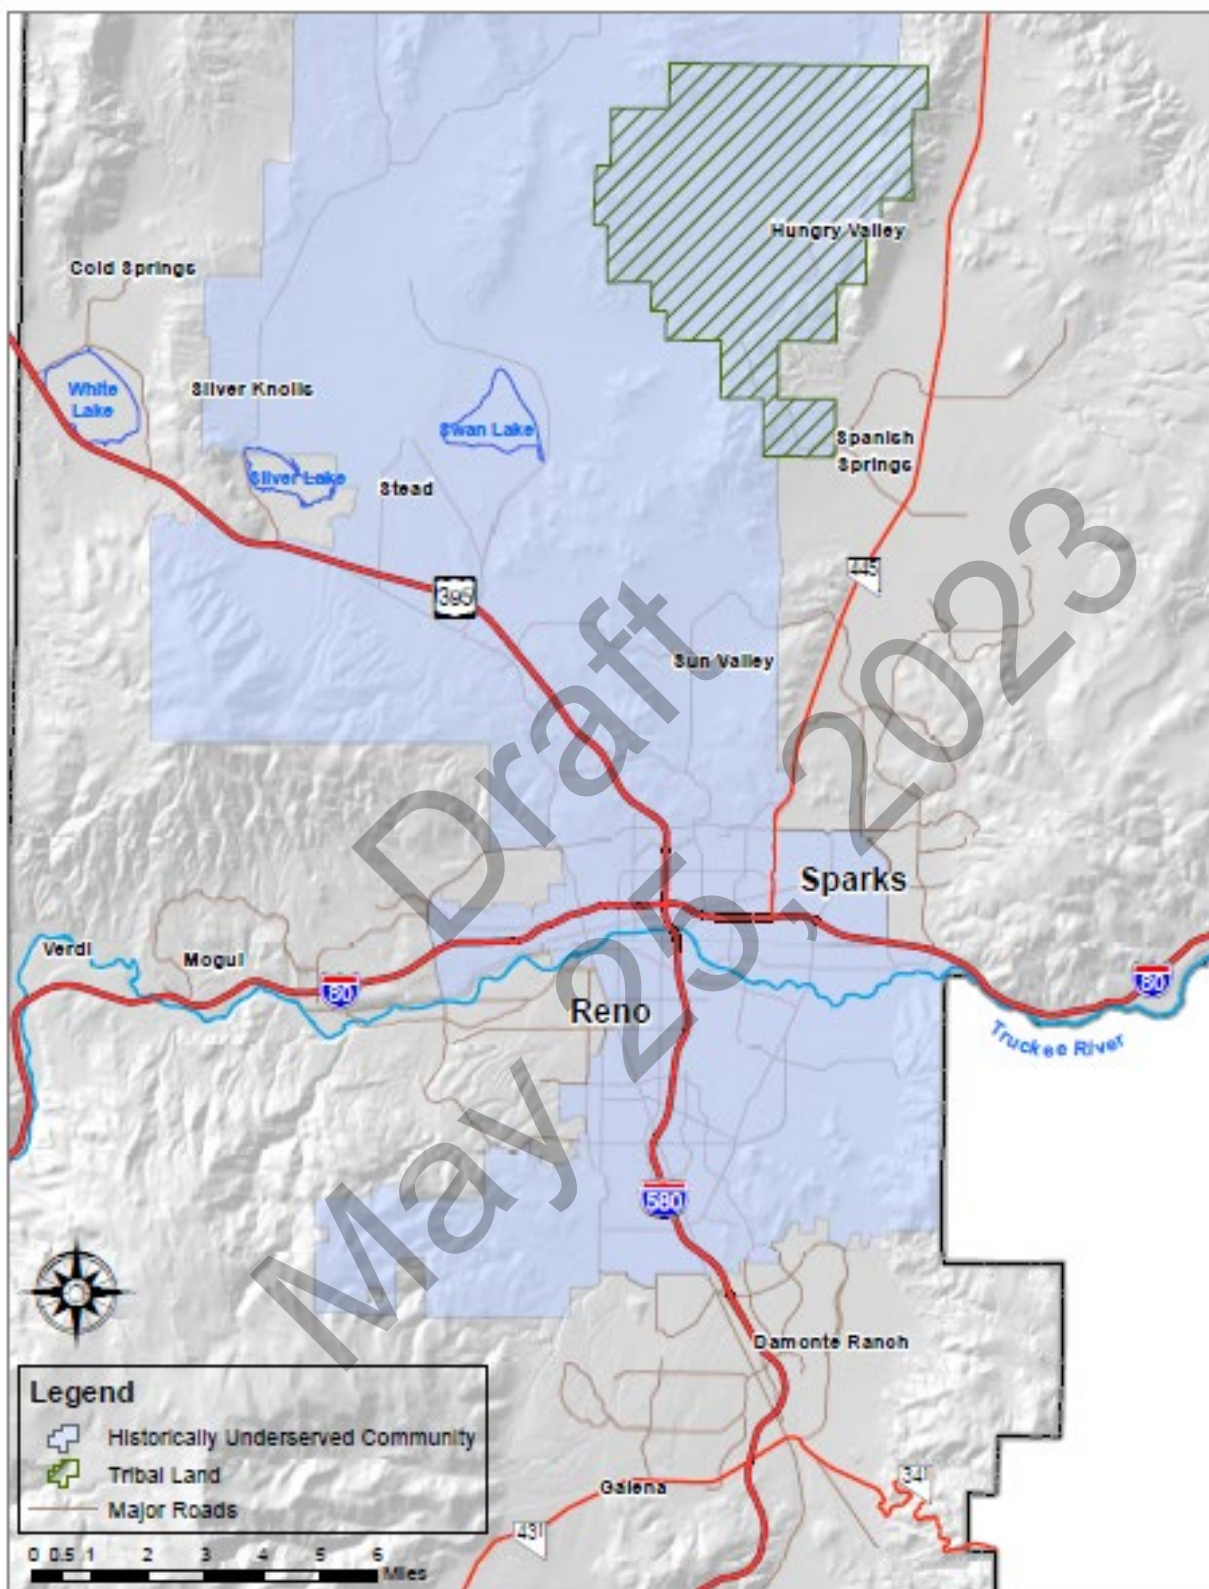 Hungry Valley
Cold Springs
White
Lake
Silver Knolls
Swan Lake
Silver Lake
Stead
Spanish
Springs
445
395
Sun Valley
Sparks
Verdi
Mogul
80
80
Reno
Truckee River
580
Damonte Ranch
Galena
341
431
Draft
May 25, 2023
Legend
Historically Underserved Community
Tribal Land
Major Roads
0 0.5 1 2 3 4 5 6
Miles